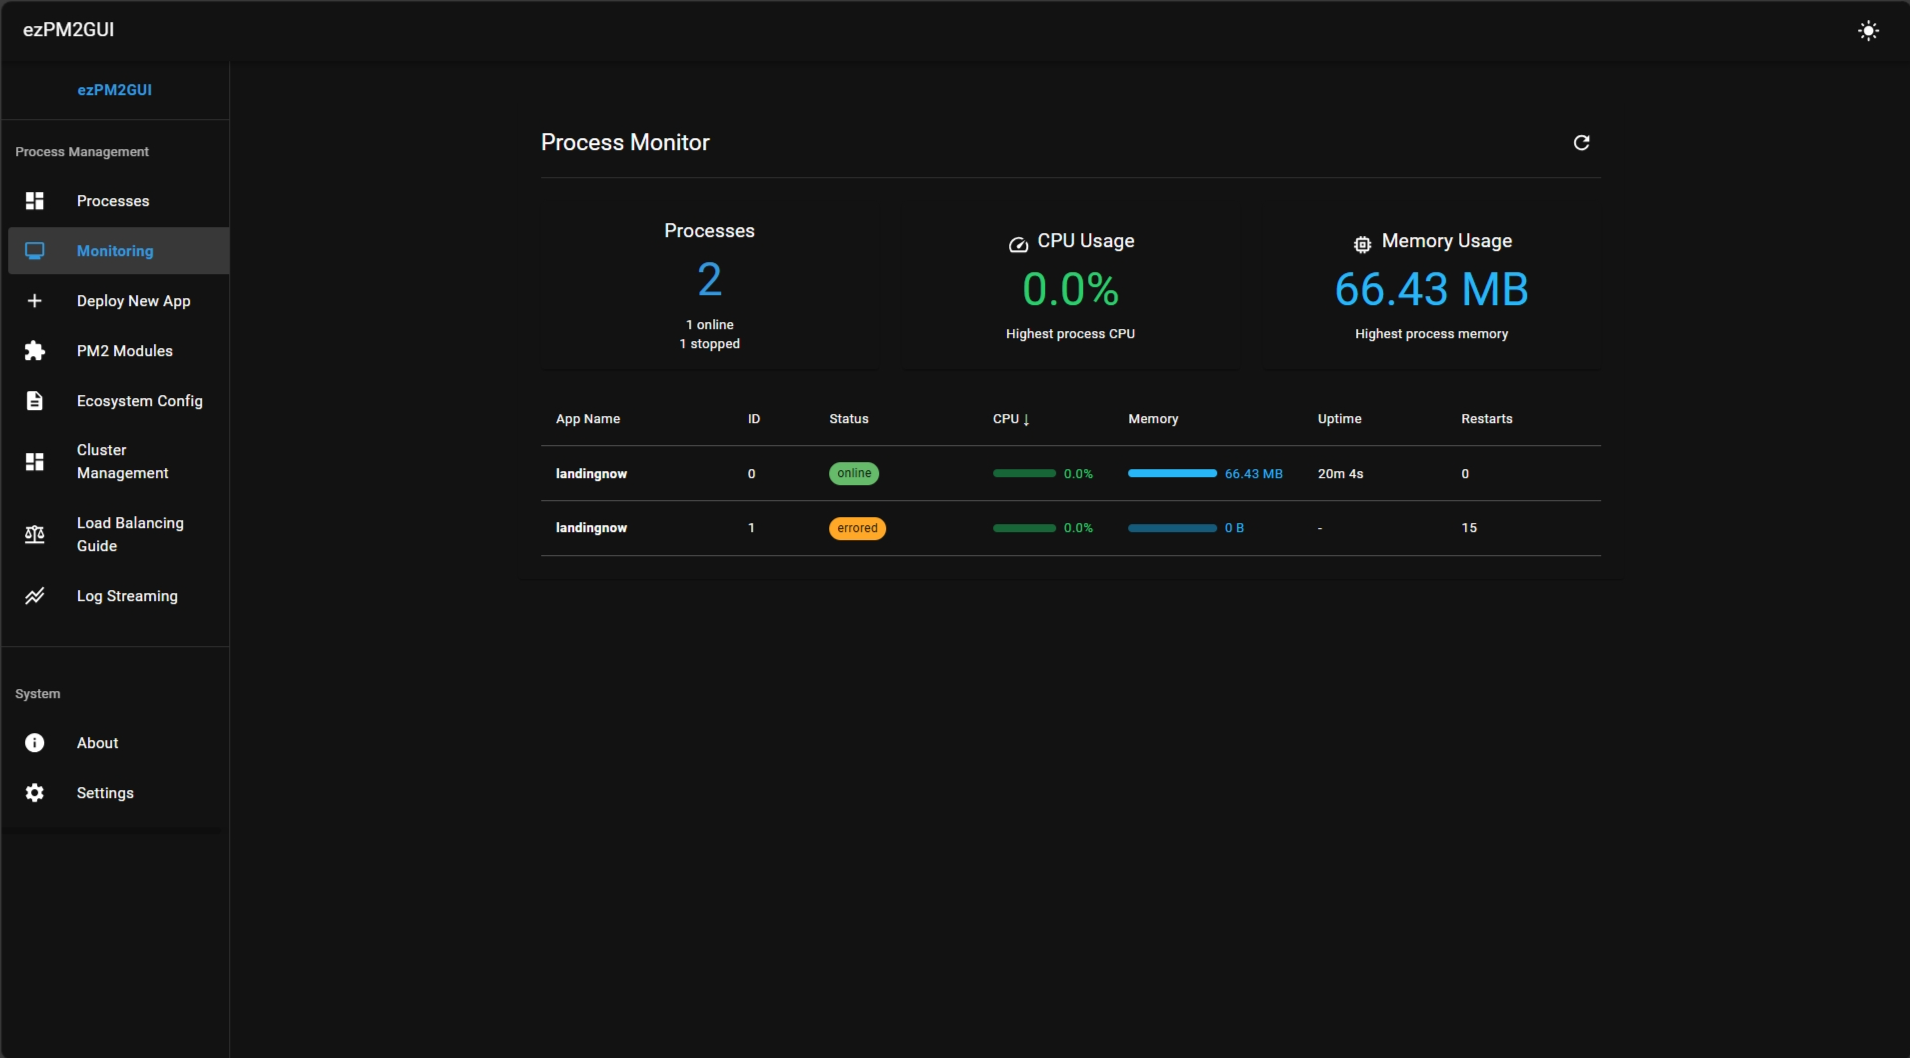 ezPM2GUI
ezPM2GUI
Process Management
Processes
Monitoring
Deploy New App
PM2 Modules
Ecosystem Config
Cluster
Management
Load Balancing
Guide
Log Streaming
System
About
Settings
Process Monitor
Processes
2
1 online
1 stopped
CPU Usage
0.0%
Highest process CPU
Memory Usage
66.43 MB
Highest process memory
App Name ID Status CPU ↓ Memory Uptime Restarts
landingnow 0 online 0.0% 66.43 MB 20m 4s 0
landingnow 1 errored 0.0% 0 B - 15